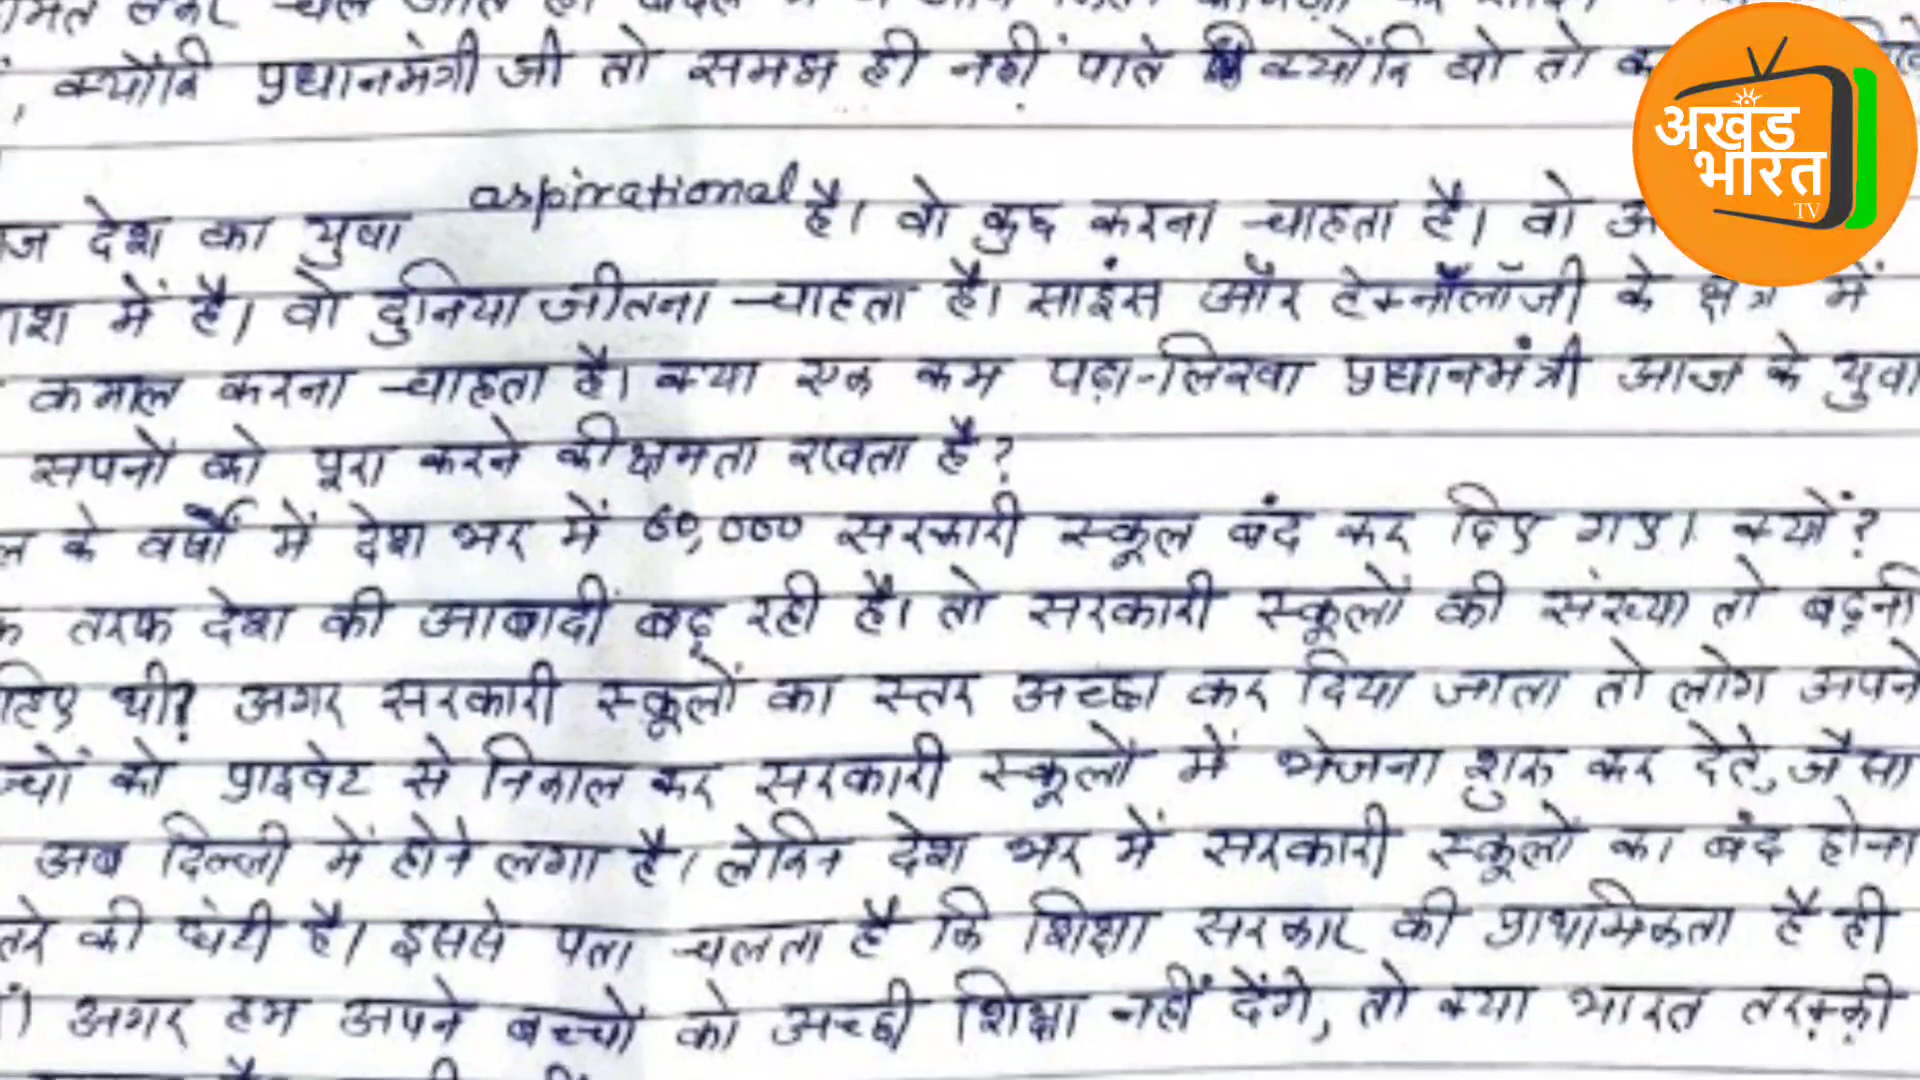 , क्योंकि प्रधानमंत्री जी तो समझ ही नहीं पाते क्योंकि वो तो
अखंड
भारत
TV
देश का युवा aspirational है। वो कुछ करना चाहता है। वो
में है। वो दुनिया जीतना चाहता है। साइंस और टेक्नॉलॉजी के क्षेत्र में
कमाल करना चाहता है। क्या एक कम पढ़ा-लिखा प्रधानमंत्री आज के युवा
सपनों को पूरा करने की क्षमता रखता है?
के वर्षों में देश भर में 60,000 सरकारी स्कूल बंद कर दिए गए। क्यों?
तरफ देश की आबादी बढ़ रही है। तो सरकारी स्कूलों की संख्या तो बढ़नी
थी? अगर सरकारी स्कूलों का स्तर अच्छा कर दिया जाता तो लोग अपने
को प्राइवेट से निकाल कर सरकारी स्कूलों में भेजना शुरु कर देते, जैसा
अब दिल्ली में होने लगा है। लेकिन देश भर में सरकारी स्कूलों का बंद होना
की घंटी है। इससे पता चलता है कि शिक्षा सरकार की प्राथमिकता है ही
अगर हम अपने बच्चों को अच्छी शिक्षा नहीं देंगे, तो क्या भारत तरक़्क़ी